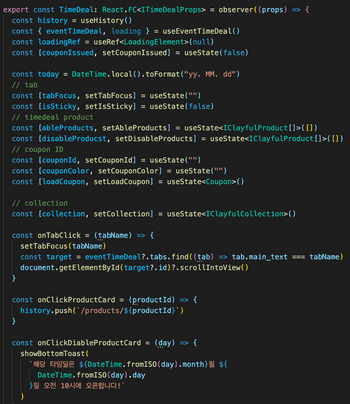 export const TimeDeal: React.FC<ITimeDealProps> = observer((props) => {
const history = useHistory()
const { eventTimeDeal, loading } = useEventTimeDeal()
const loadingRef = useRef<LoadingElement>(null)
const [couponIssued, setCouponIssued] = useState(false)
const today = DateTime.local().toFormat("yy. MM. dd")
// tab
const [tabFocus, setTabFocus] = useState("")
const [isSticky, setIsSticky] = useState(false)
// timedeal product
const [ableProducts, setAbleProducts] = useState<IClayfulProduct[]>([])
const [disableProducst, setDisableProducts] = useState<IClayfulProduct[]>([])
// coupon ID
const [couponId, setCouponId] = useState("")
const [couponColor, setCouponColor] = useState("")
const [loadCoupon, setLoadCoupon] = useState<Coupon>()
// collection
const [collection, setCollection] = useState<IClayfulCollection>()
const onTabClick = (tabName) => {
setTabFocus(tabName)
const target = eventTimeDeal?.tabs.find((tab) => tab.main_text === tabName)
document.getElementById(target?.id)?.scrollIntoView()
}
const onClickProductCard = (productId) => {
history.push(`/products/${productId}`)
}
const onClickDiableProductCard = (day) => {
showBottomToast(
`해당 타임딜은 ${DateTime.fromISO(day).month}월 ${
DateTime.fromISO(day).day
}일 오전 10시에 오픈합니다!`
)